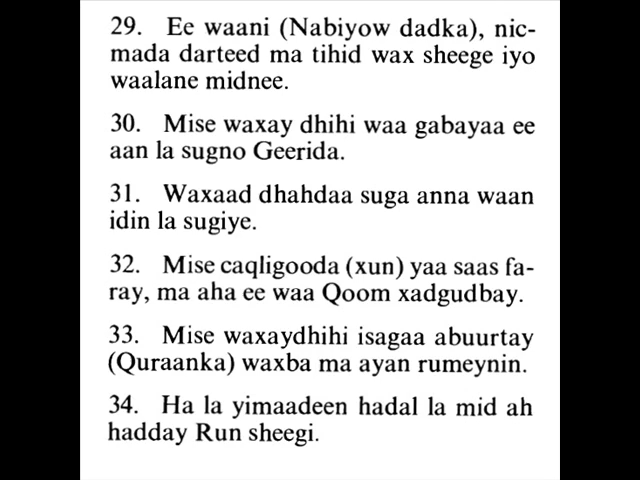 29. Ee waani (Nabiyow dadka), nic-
mada darteed ma tihid wax sheege iyo
waalane midnee.
30. Mise waxay dhihi waa gabayaa ee
aan la sugno Geerida.
31. Waxaad dhahdaa suga anna waan
idin la sugiye.
32. Mise caqligooda (xun) yaa saas fa-
ray, ma aha ee waa Qoom xadgudbay.
33. Mise waxaydhihi isagaa abuurtay
(Quraanka) waxba ma ayan rumeynin.
34. Ha la yimaadeen hadal la mid ah
hadday Run sheegi.